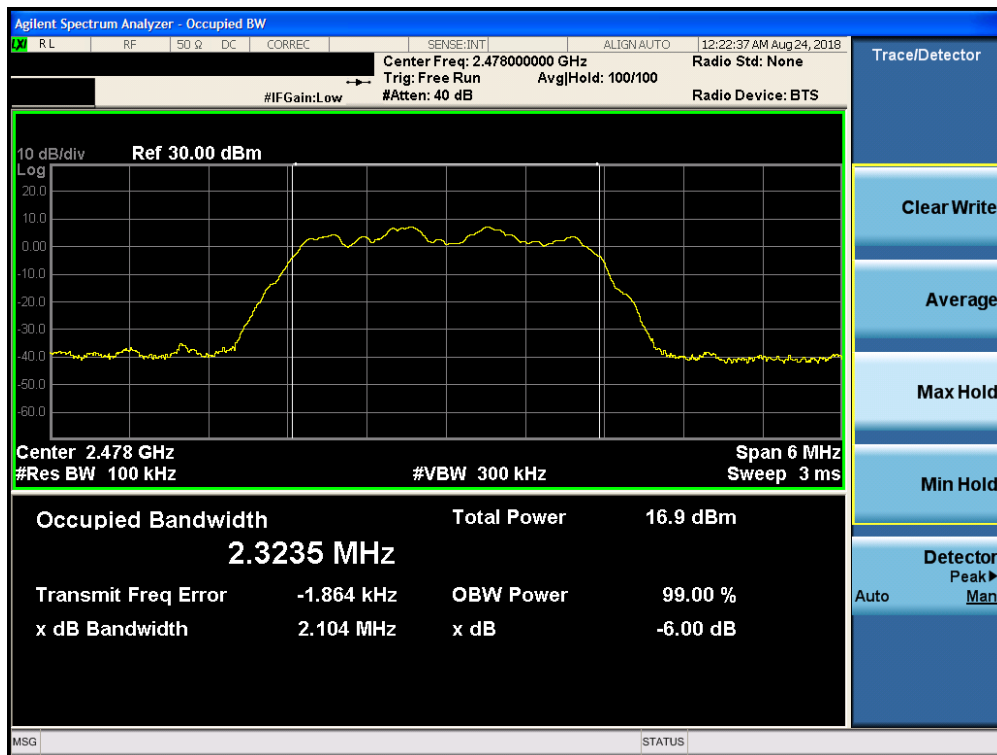 Agilent Spectrum Analyzer - Occupied BW
LXI RL RF 50 Ω DC CORREC SENSE:INT ALIGN AUTO 12:22:37 AM Aug 24, 2018
Center Freq: 2.478000000 GHz Radio Std: None
Trig: Free Run Avg|Hold: 100/100
#IFGain:Low #Atten: 40 dB Radio Device: BTS
10 dB/div Ref 30.00 dBm
Log
20.0
10.0
0.00
-10.0
-20.0
-30.0
-40.0
-50.0
-60.0
Center 2.478 GHz Span 6 MHz
#Res BW 100 kHz #VBW 300 kHz Sweep 3 ms
Occupied Bandwidth Total Power 16.9 dBm
2.3235 MHz
Transmit Freq Error -1.864 kHz OBW Power 99.00 %
x dB Bandwidth 2.104 MHz x dB -6.00 dB
MSG STATUS
Trace/Detector
Clear Write
Average
Max Hold
Min Hold
Detector
Peak▶
Auto Man